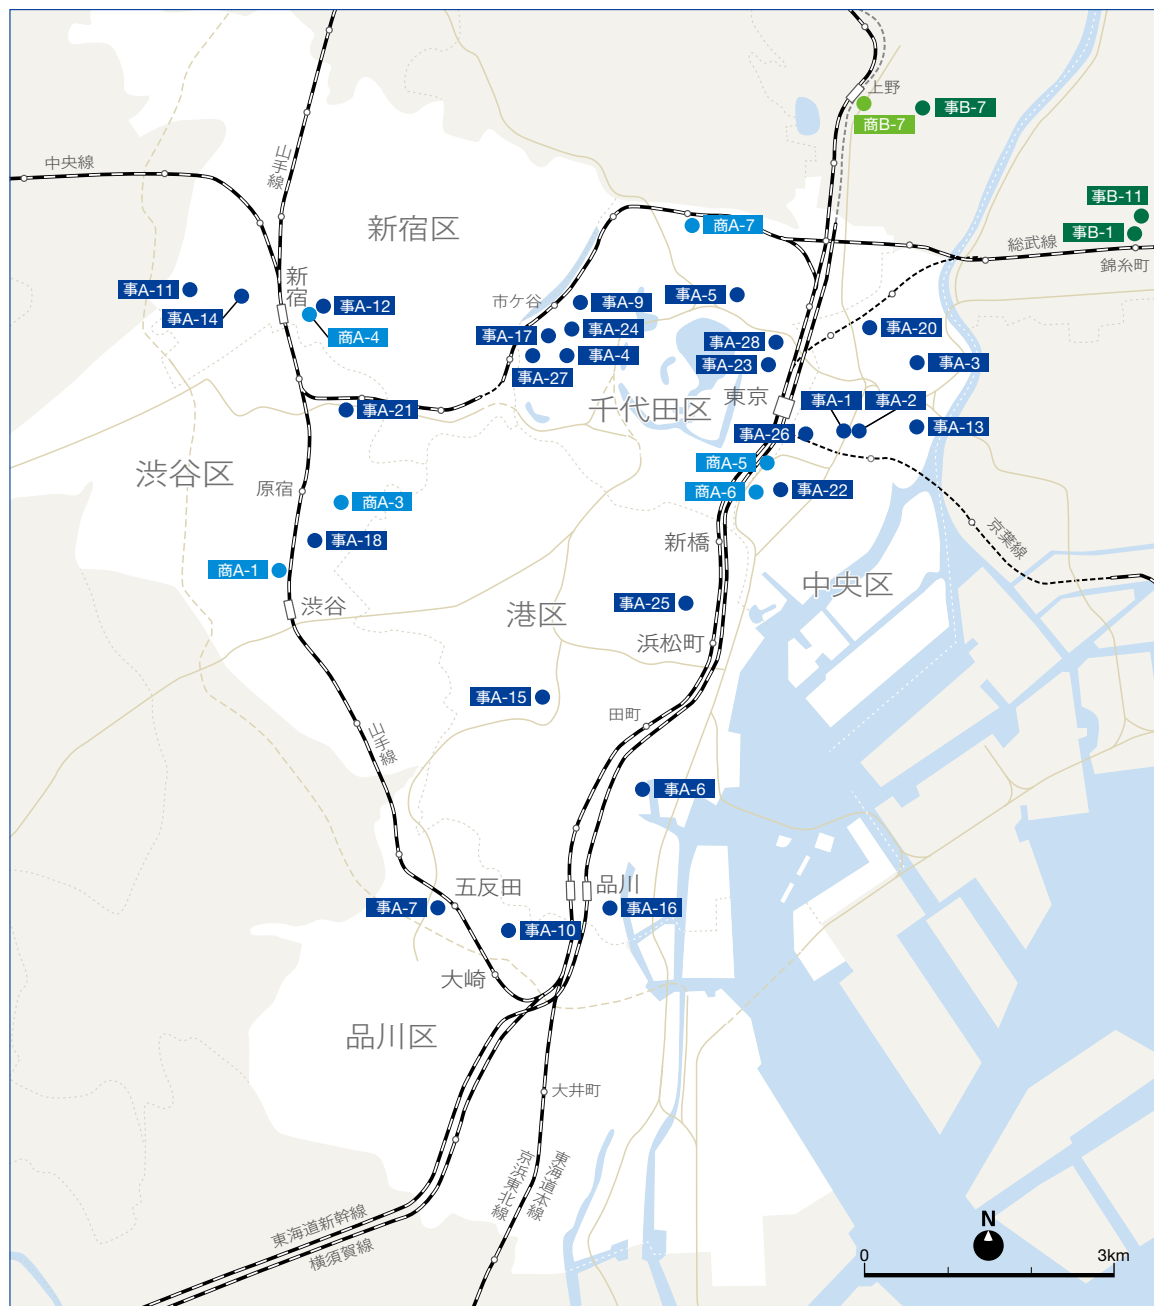 上野
事B-7
商B-7
中央線
山手線
事B-11
商A-7
事B-1
新宿区
総武線
錦糸町
新宿
事A-11
事A-14
事A-12
商A-4
市ケ谷
事A-9
事A-5
事A-24
事A-17
事A-4
事A-27
事A-28
事A-23
事A-20
事A-3
東京
事A-1
事A-2
千代田区
事A-21
事A-26
事A-13
渋谷区
商A-5
原宿
商A-3
商A-6
事A-22
事A-18
新橋
京葉線
商A-1
中央区
渋谷
港区
事A-25
浜松町
事A-15
田町
山手線
事A-6
五反田
品川
事A-7
事A-16
事A-10
大崎
品川区
大井町
東海道本線
京浜東北線
東海道新幹線
横須賀線
N
0
3km